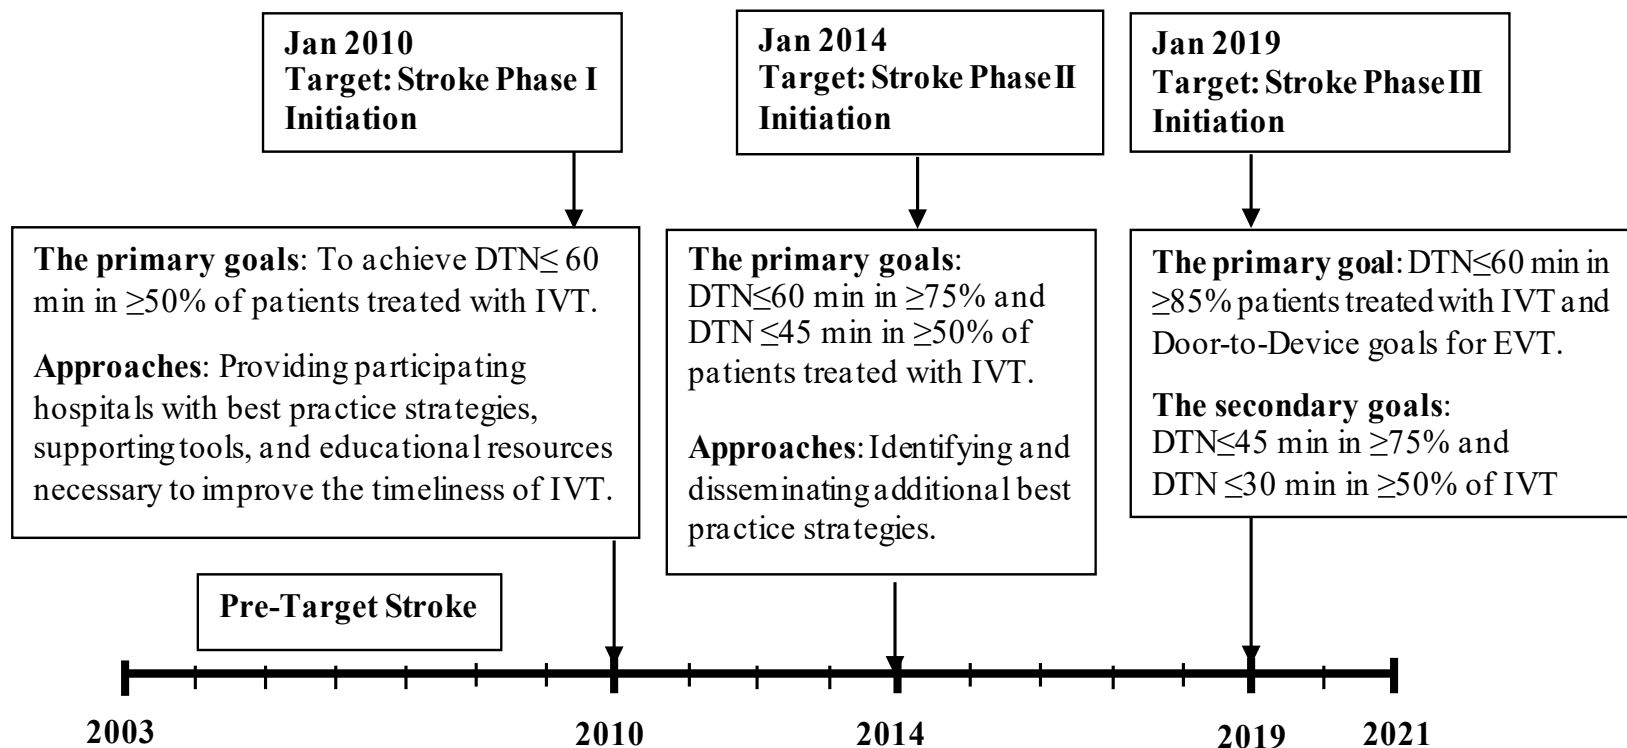 Jan 2010
Target: Stroke Phase I
Initiation
Jan 2014
Target: Stroke Phase II
Initiation
Jan 2019
Target: Stroke Phase III
Initiation
The primary goals: To achieve DTN≤ 60
min in ≥50% of patients treated with IVT.
Approaches: Providing participating
hospitals with best practice strategies,
supporting tools, and educational resources
necessary to improve the timeliness of IVT.
The primary goals:
DTN≤60 min in ≥75% and
DTN ≤45 min in ≥50% of
patients treated with IVT.
Approaches: Identifying and
disseminating additional best
practice strategies.
The primary goal: DTN≤60 min in
≥85% patients treated with IVT and
Door-to-Device goals for EVT.
The secondary goals:
DTN≤45 min in ≥75% and
DTN ≤30 min in ≥50% of IVT
Pre-Target Stroke
2003
2010
2014
2019
2021